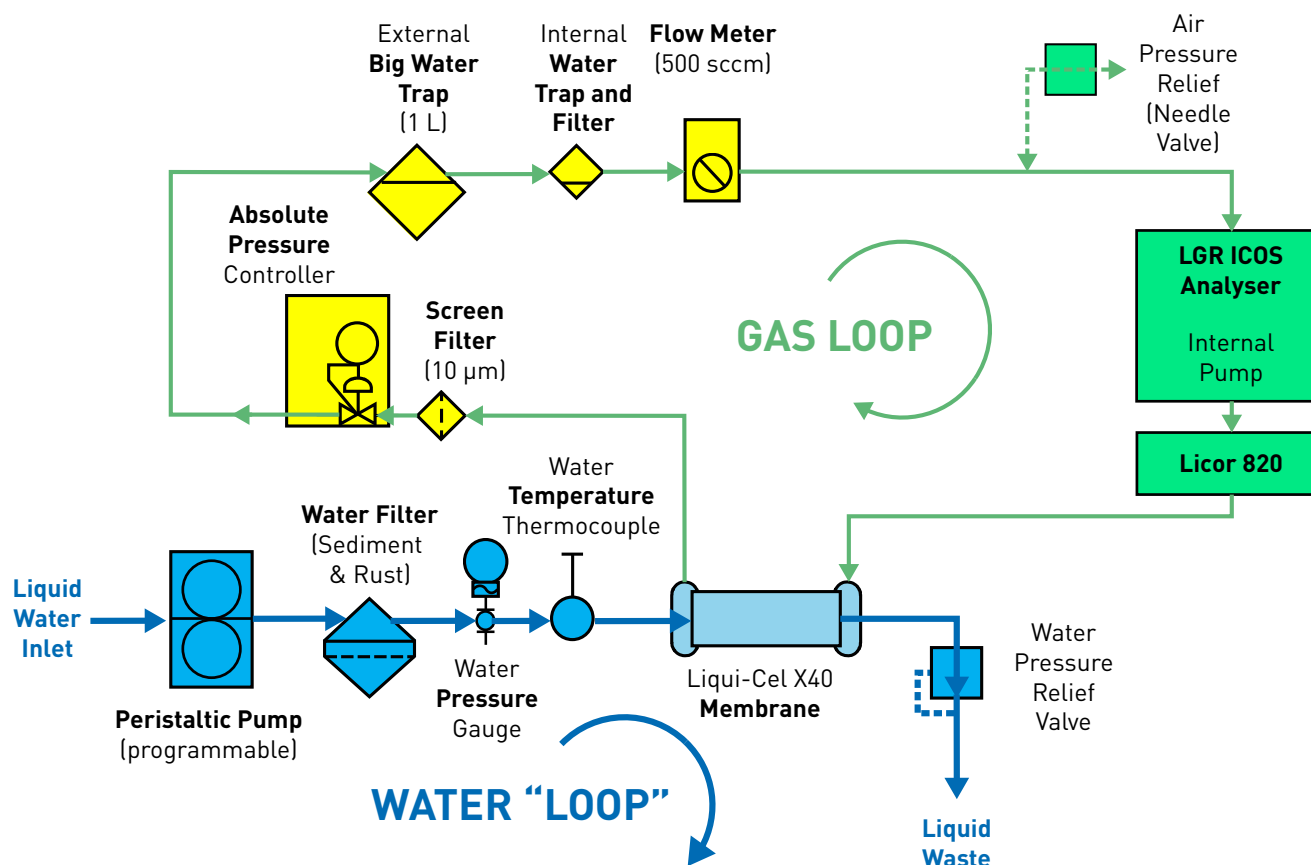 External
Big Water
Trap
(1 L)
Internal
Water
Trap and
Filter
Flow Meter
(500 sccm)
Air
Pressure
Relief
(Needle
Valve)
Absolute
Pressure
Controller
Screen
Filter
(10 µm)
GAS LOOP
LGR ICOS
Analyser
Internal
Pump
Licor 820
Liquid
Water
Inlet
Peristaltic Pump
(programmable)
Water Filter
(Sediment
& Rust)
Water
Pressure
Gauge
Water
Temperature
Thermocouple
Liqui-Cel X40
Membrane
Water
Pressure
Relief
Valve
WATER “LOOP”
Liquid
Waste